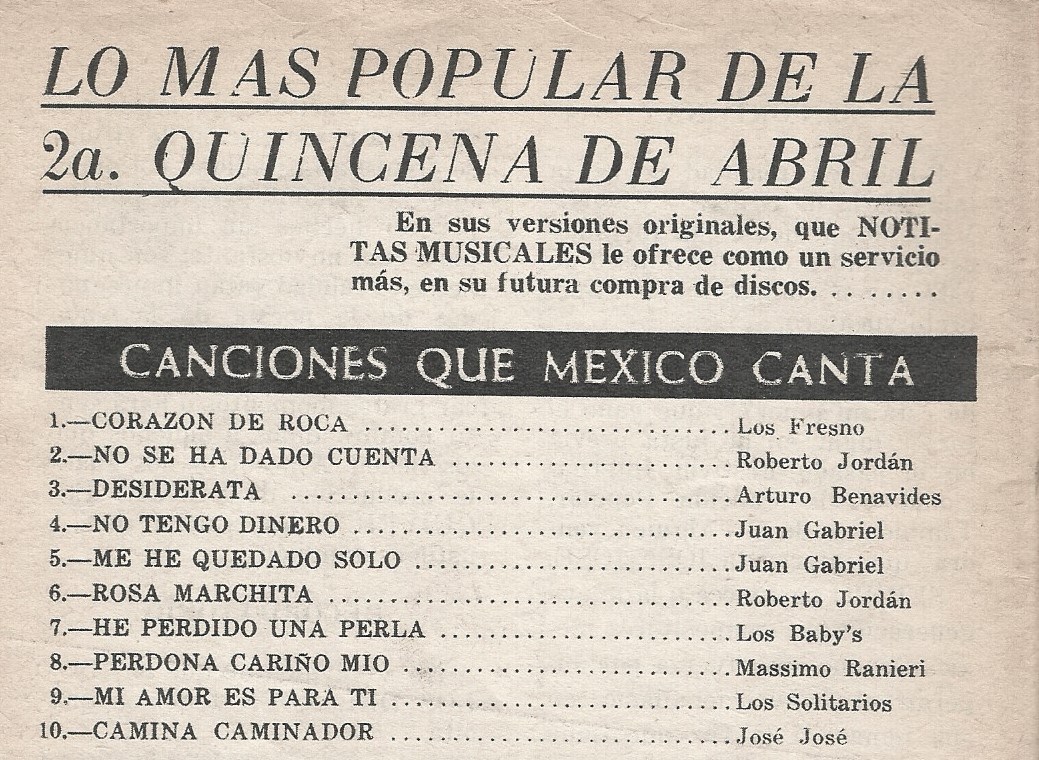 LO MAS POPULAR DE LA
2a. QUINCENA DE ABRIL
En sus versiones originales, que NOTI-
TAS MUSICALES le ofrece como un servicio
más, en su futura compra de discos. . . . . . . .
CANCIONES QUE MEXICO CANTA
1.—CORAZON DE ROCA ................................ Los Fresno
2.—NO SE HA DADO CUENTA ........................ Roberto Jordán
3.—DESIDERATA ...................................... Arturo Benavides
4.—NO TENGO DINERO ................................. Juan Gabriel
5.—ME HE QUEDADO SOLO ............................ Juan Gabriel
6.—ROSA MARCHITA ................................... Roberto Jordán
7.—HE PERDIDO UNA PERLA ......................... Los Baby's
8.—PERDONA CARIÑO MIO ............................. Massimo Ranieri
9.—MI AMOR ES PARA TI .............................. Los Solitarios
10.—CAMINA CAMINADOR .............................. José José